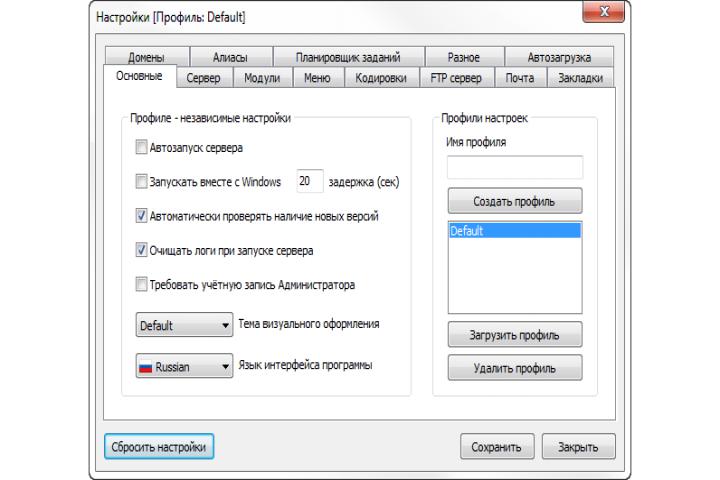 Настройки [Профиль: Default]
Домены Алиасы Планировщик заданий Разное Автозагрузка
Основные Сервер Модули Меню Кодировки FTP сервер Почта Закладки
Профиле - независимые настройки
Профили настроек
Автозапуск сервера
Имя профиля
Запускать вместе с Windows 20 задержка (сек)
Создать профиль
Автоматически проверять наличие новых версий
Default
Очищать логи при запуске сервера
Требовать учётную запись Администратора
Default Тема визуального оформления
Загрузить профиль
Russian Язык интерфейса программы
Удалить профиль
Сбросить настройки Сохранить Закрыть